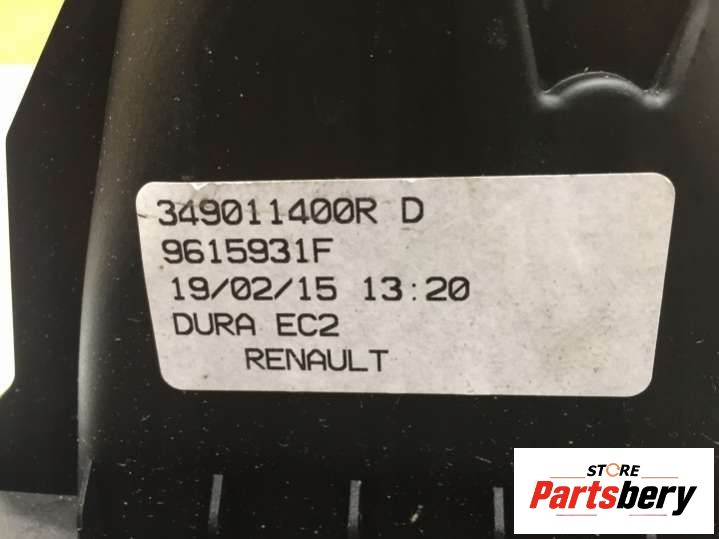 349011400R D
9615931F
19/02/15 13:20
DURA EC2
RENAULT
STORE
Partsbery